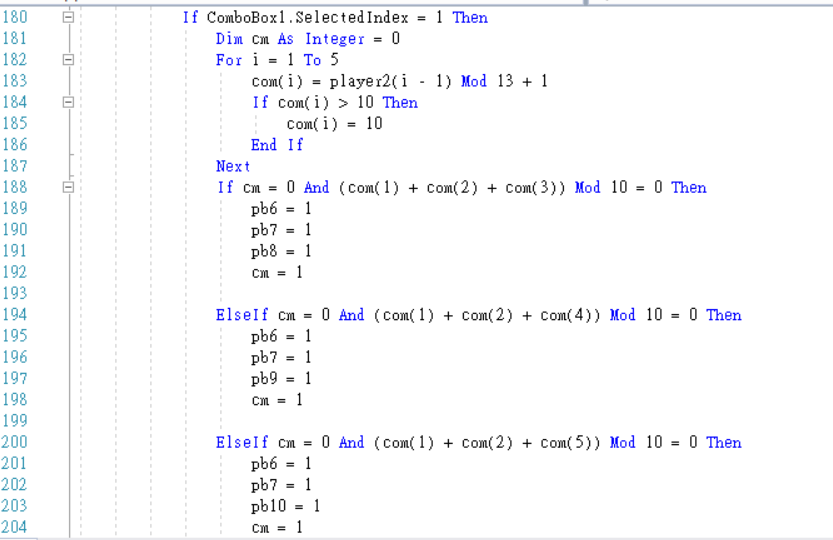 180 If ComboBox1.SelectedIndex = 1 Then
181 Dim cm As Integer = 0
182 For i = 1 To 5
183 com(i) = player2(i - 1) Mod 13 + 1
184 If com(i) > 10 Then
185 com(i) = 10
186 End If
187 Next
188 If cm = 0 And (com(1) + com(2) + com(3)) Mod 10 = 0 Then
189 pb6 = 1
190 pb7 = 1
191 pb8 = 1
192 cm = 1
193
194 ElseIf cm = 0 And (com(1) + com(2) + com(4)) Mod 10 = 0 Then
195 pb6 = 1
196 pb7 = 1
197 pb9 = 1
198 cm = 1
199
200 ElseIf cm = 0 And (com(1) + com(2) + com(5)) Mod 10 = 0 Then
201 pb6 = 1
202 pb7 = 1
203 pb10 = 1
204 cm = 1